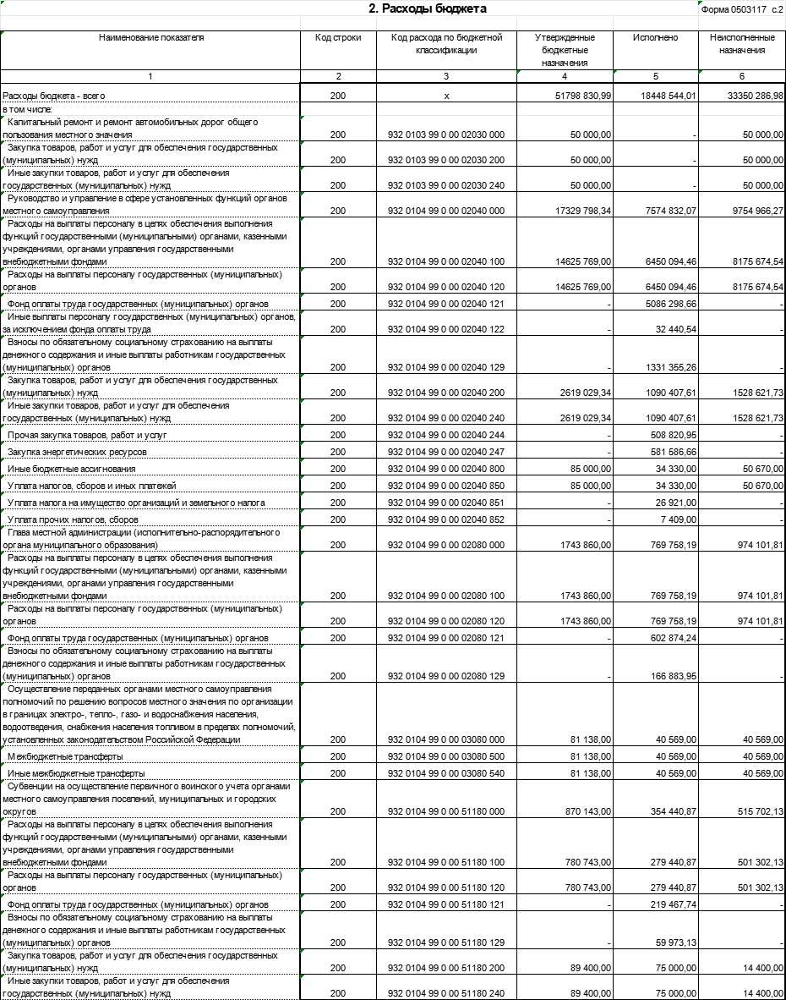 2. Расходы бюджета
Форма 0503117 с.2
Наименование показателя
Код строки
Код расхода по бюджетной
классификации
Утвержденные
бюджетные
назначения
Исполнено
Неисполненные
назначения
1 2 3 4 5 6
Расходы бюджета - всего 200 x 51798 830,99 18448 544,01 33350 286,98
в том числе:
Капитальный ремонт и ремонт автомобильных дорог общего
пользования местного значения 200 932 0103 99 0 00 02030 000 50 000,00 - 50 000,00
Закупка товаров, работ и услуг для обеспечения государственных
(муниципальных) нужд 200 932 0103 99 0 00 02030 200 50 000,00 - 50 000,00
Иные закупки товаров, работ и услуг для обеспечения
государственных (муниципальных) нужд 200 932 0103 99 0 00 02030 240 50 000,00 - 50 000,00
Руководство и управление в сфере установленных функций органов
местного самоуправления 200 932 0104 99 0 00 02040 000 17329 798,34 7574 832,07 9754 966,27
Расходы на выплаты персоналу в целях обеспечения выполнения
функций государственными (муниципальными) органами, казенными
учреждениями, органами управления государственными
внебюджетными фондами 200 932 0104 99 0 00 02040 100 14625 769,00 6450 094,46 8175 674,54
Расходы на выплаты персоналу государственных (муниципальных)
органов 200 932 0104 99 0 00 02040 120 14625 769,00 6450 094,46 8175 674,54
Фонд оплаты труда государственных (муниципальных) органов 200 932 0104 99 0 00 02040 121 - 5086 298,66 -
Иные выплаты персоналу государственных (муниципальных) органов,
за исключением фонда оплаты труда 200 932 0104 99 0 00 02040 122 - 32 440,54 -
Взносы по обязательному социальному страхованию на выплаты
денежного содержания и иные выплаты работникам государственных
(муниципальных) органов 200 932 0104 99 0 00 02040 129 - 1331 355,26 -
Закупка товаров, работ и услуг для обеспечения государственных
(муниципальных) нужд 200 932 0104 99 0 00 02040 200 2619 029,34 1090 407,61 1528 621,73
Иные закупки товаров, работ и услуг для обеспечения
государственных (муниципальных) нужд 200 932 0104 99 0 00 02040 240 2619 029,34 1090 407,61 1528 621,73
Прочая закупка товаров, работ и услуг 200 932 0104 99 0 00 02040 244 - 508 820,95 -
Закупка энергетических ресурсов 200 932 0104 99 0 00 02040 247 - 581 586,66 -
Иные бюджетные ассигнования 200 932 0104 99 0 00 02040 800 85 000,00 34 330,00 50 670,00
Уплата налогов, сборов и иных платежей 200 932 0104 99 0 00 02040 850 85 000,00 34 330,00 50 670,00
Уплата налога на имущество организаций и земельного налога 200 932 0104 99 0 00 02040 851 - 26 921,00 -
Уплата прочих налогов, сборов 200 932 0104 99 0 00 02040 852 - 7 409,00 -
Глава местной администрации (исполнительно-распорядительного
органа муниципального образования) 200 932 0104 99 0 00 02080 000 1743 860,00 769 758,19 974 101,81
Расходы на выплаты персоналу в целях обеспечения выполнения
функций государственными (муниципальными) органами, казенными
учреждениями, органами управления государственными
внебюджетными фондами 200 932 0104 99 0 00 02080 100 1743 860,00 769 758,19 974 101,81
Расходы на выплаты персоналу государственных (муниципальных)
органов 200 932 0104 99 0 00 02080 120 1743 860,00 769 758,19 974 101,81
Фонд оплаты труда государственных (муниципальных) органов 200 932 0104 99 0 00 02080 121 - 602 874,24 -
Взносы по обязательному социальному страхованию на выплаты
денежного содержания и иные выплаты работникам государственных
(муниципальных) органов 200 932 0104 99 0 00 02080 129 - 166 883,95 -
Осуществление переданных органами местного самоуправления
полномочий по решению вопросов местного значения по организации
в границах электро-, тепло-, газо- и водоснабжения населения,
водоотведения, снабжения населения топливом в пределах полномочий,
установленных законодательством Российской Федерации 200 932 0104 99 0 00 03080 000 81 138,00 40 569,00 40 569,00
Межбюджетные трансферты 200 932 0104 99 0 00 03080 500 81 138,00 40 569,00 40 569,00
Иные межбюджетные трансферты 200 932 0104 99 0 00 03080 540 81 138,00 40 569,00 40 569,00
Субвенции на осуществление первичного воинского учета органами
местного самоуправления поселений, муниципальных и городских
округов 200 932 0104 99 0 00 51180 000 870 143,00 354 440,87 515 702,13
Расходы на выплаты персоналу в целях обеспечения выполнения
функций государственными (муниципальными) органами, казенными
учреждениями, органами управления государственными
внебюджетными фондами 200 932 0104 99 0 00 51180 100 780 743,00 279 440,87 501 302,13
Расходы на выплаты персоналу государственных (муниципальных)
органов 200 932 0104 99 0 00 51180 120 780 743,00 279 440,87 501 302,13
Фонд оплаты труда государственных (муниципальных) органов 200 932 0104 99 0 00 51180 121 - 219 467,74 -
Взносы по обязательному социальному страхованию на выплаты
денежного содержания и иные выплаты работникам государственных
(муниципальных) органов 200 932 0104 99 0 00 51180 129 - 59 973,13 -
Закупка товаров, работ и услуг для обеспечения государственных
(муниципальных) нужд 200 932 0104 99 0 00 51180 200 89 400,00 75 000,00 14 400,00
Иные закупки товаров, работ и услуг для обеспечения
государственных (муниципальных) нужд 200 932 0104 99 0 00 51180 240 89 400,00 75 000,00 14 400,00